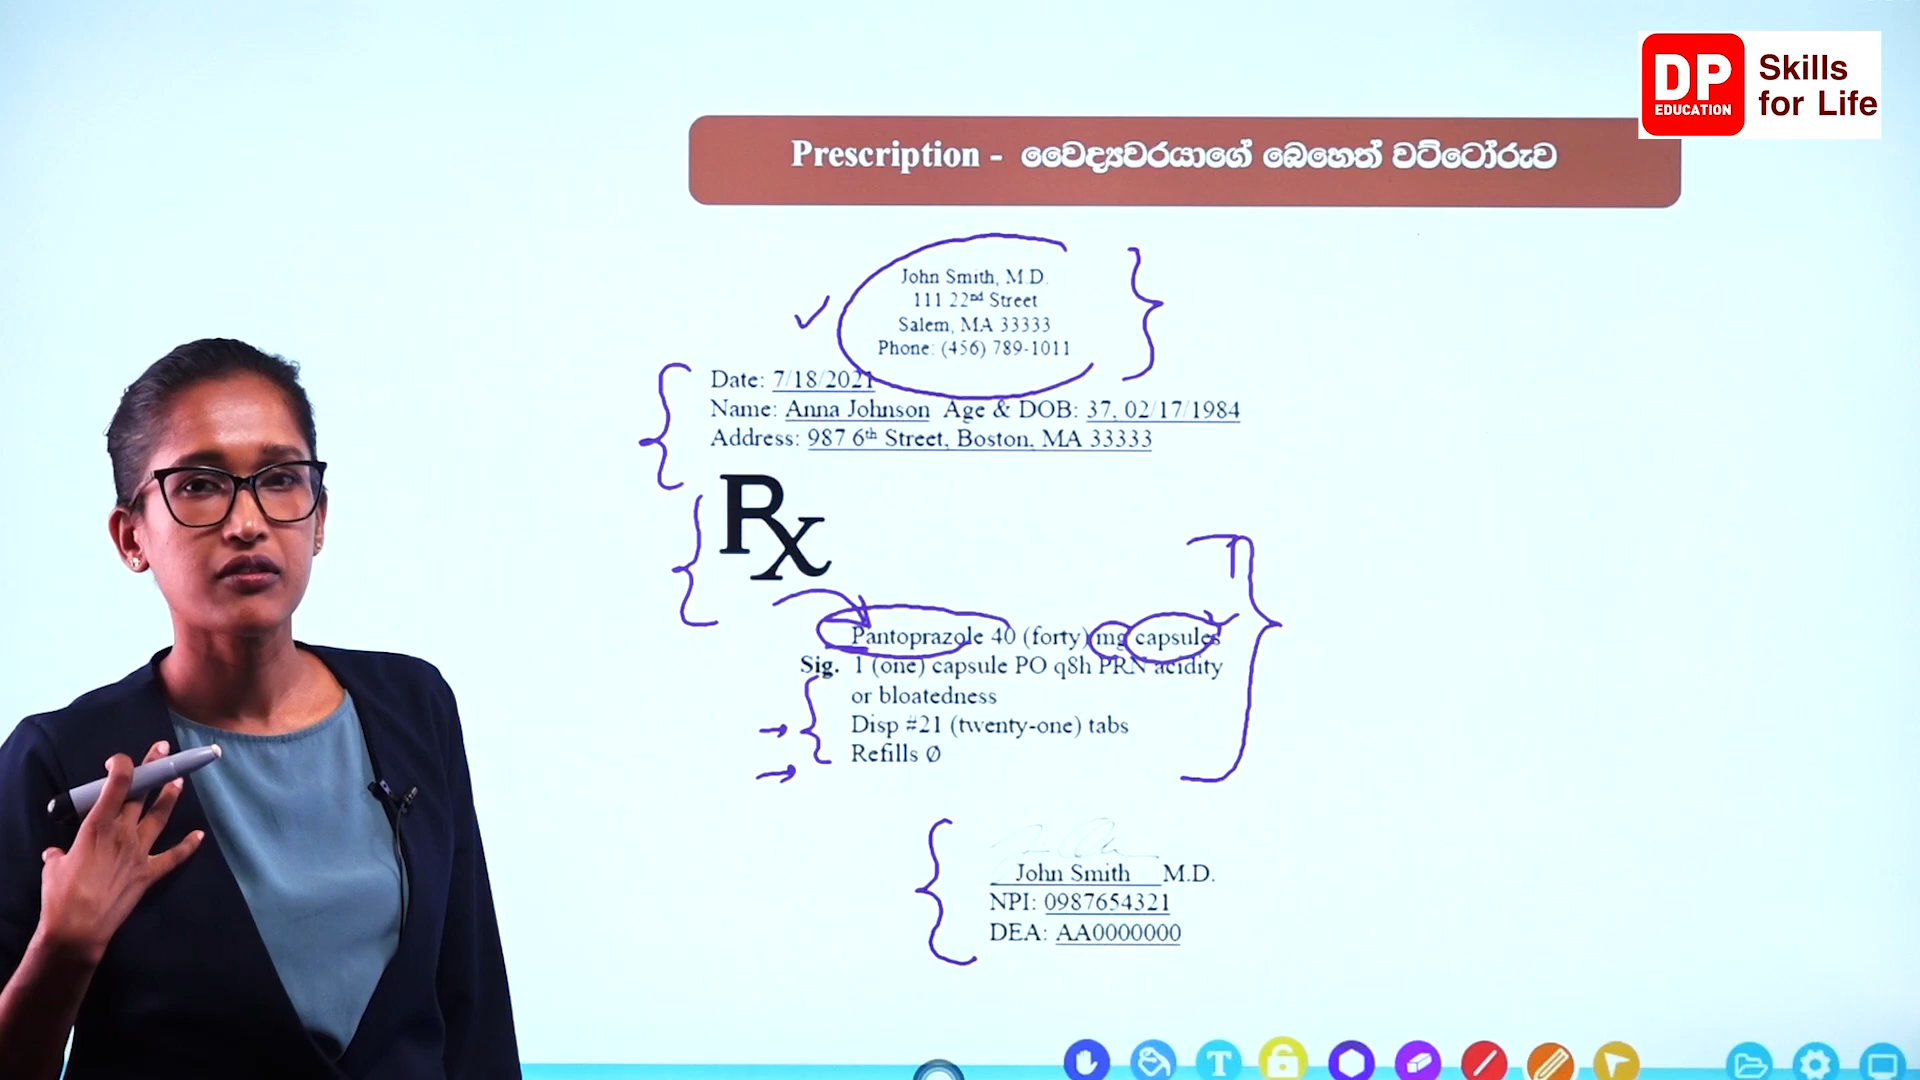 DP
EDUCATION
Skills
for Life
Prescription - වෛද්‍යවරයාගේ බෙහෙත් වට්ටෝරුව
John Smith, M.D.
111 22nd Street
Salem, MA 33333
Phone: (456) 789-1011
Date: 7/18/2021
Name: Anna Johnson Age & DOB: 37, 02/17/1984
Address: 987 6th Street, Boston, MA 33333
Rx
Pantoprazole 40 (forty) mg capsules
Sig. 1 (one) capsule PO q8h PRN acidity
or bloatedness
Disp #21 (twenty-one) tabs
Refills Ø
John Smith M.D.
NPI: 0987654321
DEA: AA0000000